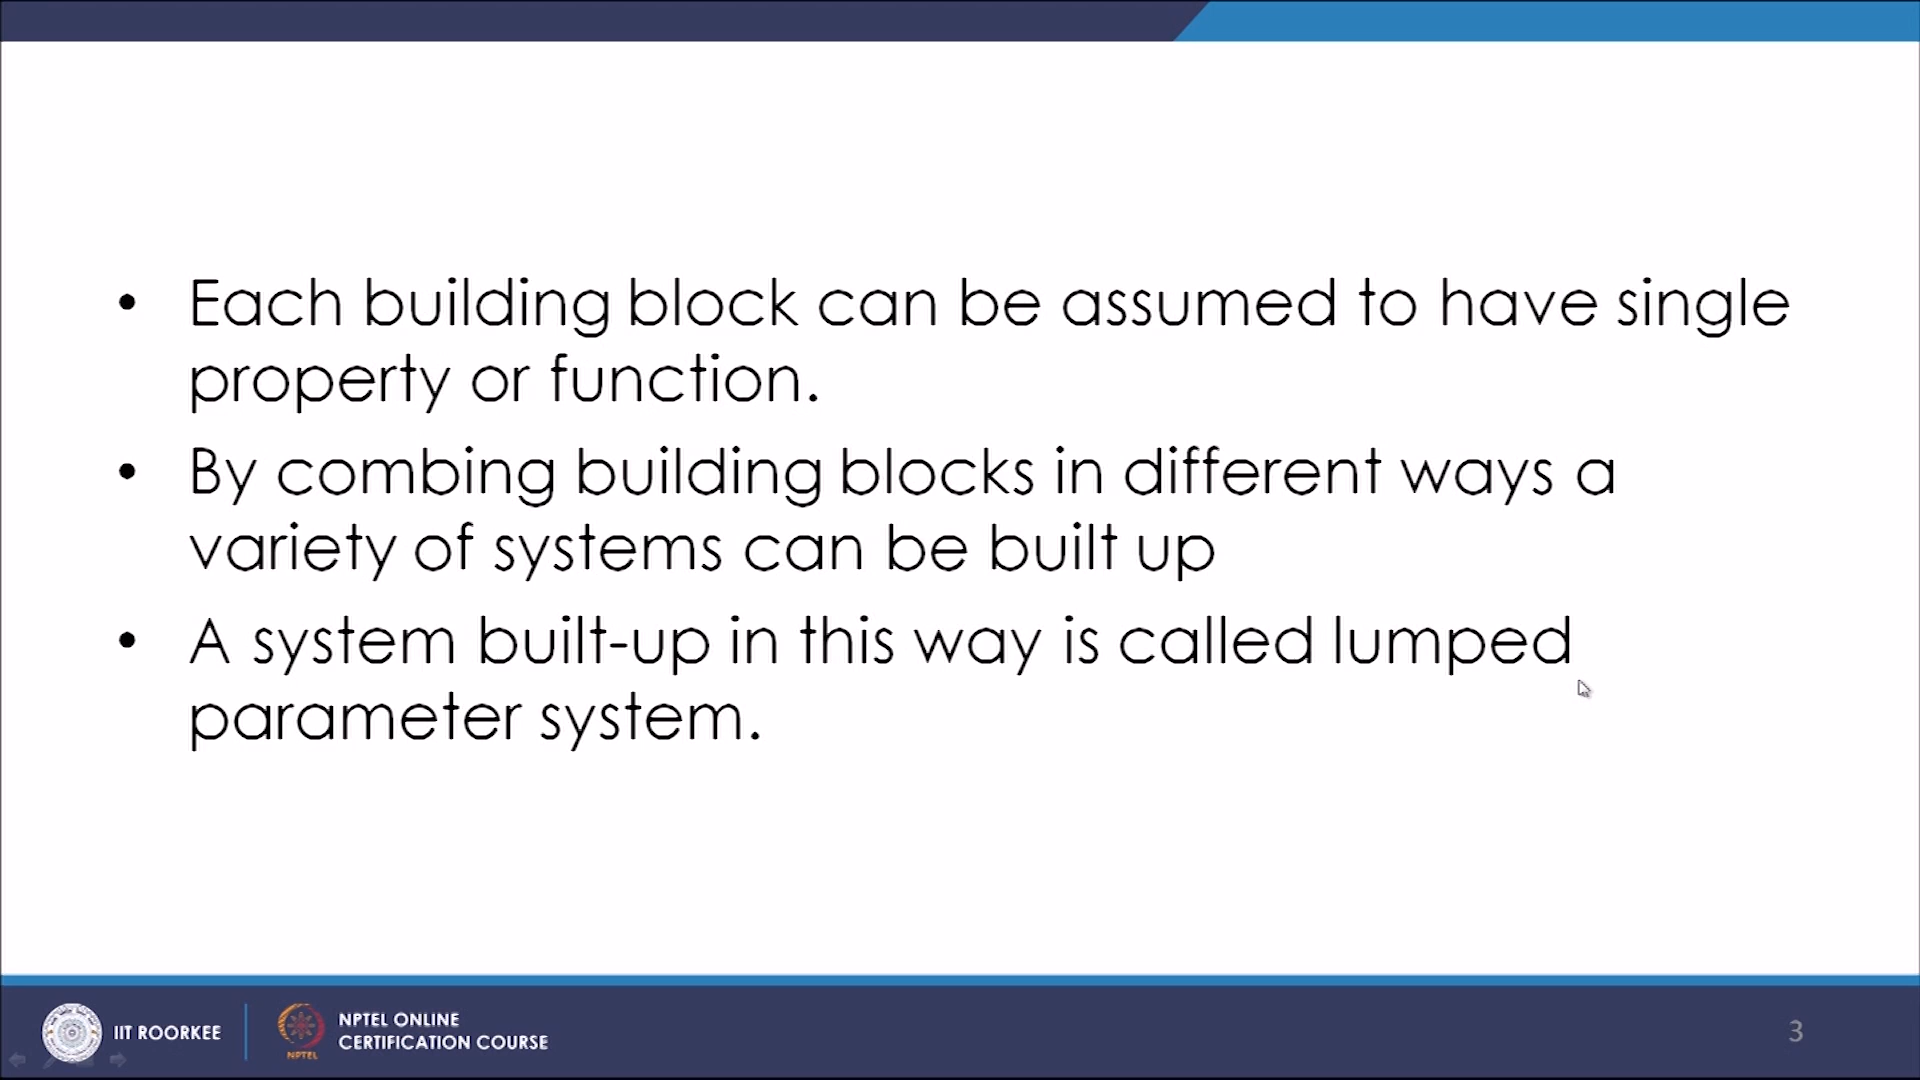 • Each building block can be assumed to have single
property or function.
• By combing building blocks in different ways a
variety of systems can be built up
• A system built-up in this way is called lumped
parameter system.
IIT ROORKEE
NPTEL
NPTEL ONLINE
CERTIFICATION COURSE
3